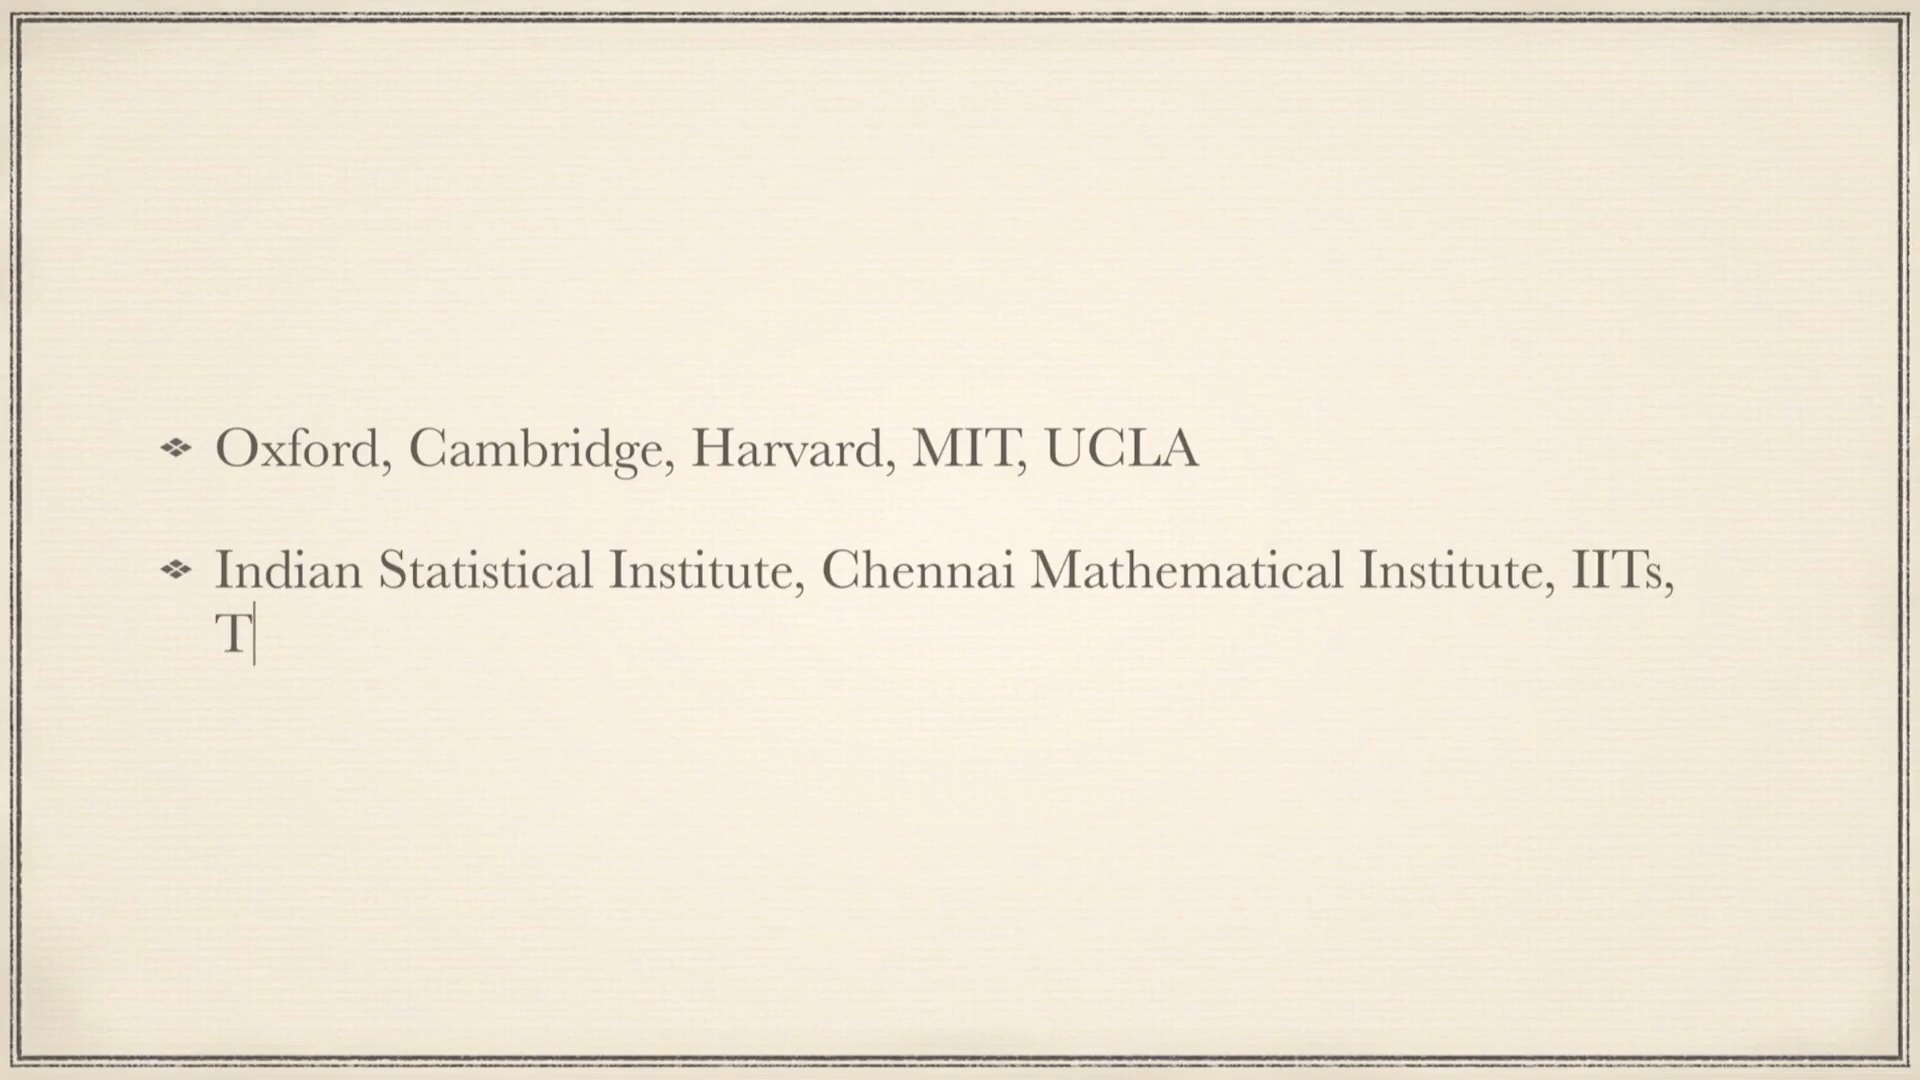 Oxford, Cambridge, Harvard, MIT, UCLA
Indian Statistical Institute, Chennai Mathematical Institute, IITs,
T